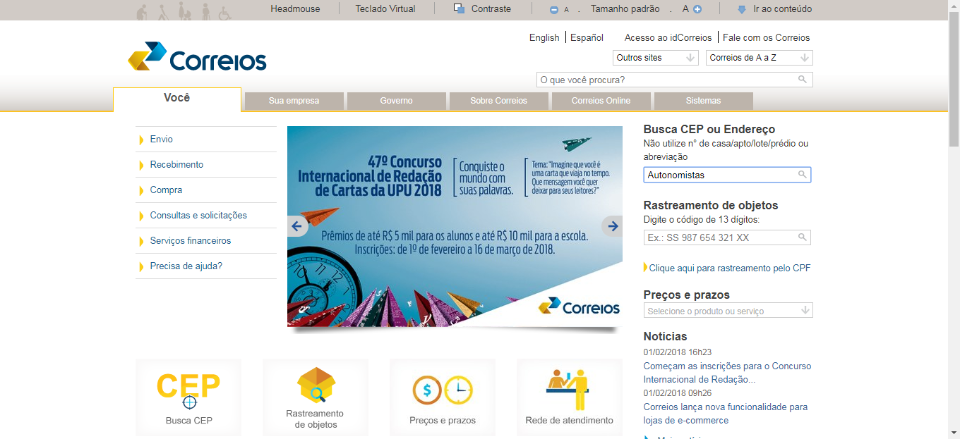 Headmouse
Teclado Virtual
Contraste
A . Tamanho padrão . A
Ir ao conteúdo
English Español Acesso ao idCorreios Fale com os Correios
Correios
Outros sites
Correios de A a Z
O que você procura?
Você
Sua empresa
Governo
Sobre Correios
Correios Online
Sistemas
Envio
Recebimento
Compra
Consultas e solicitações
Serviços financeiros
Precisa de ajuda?
47º Concurso
Internacional de Redação
de Cartas da UPU 2018
Conquiste o
mundo com
suas palavras.
Tema: "Imagine que você é
uma carta que viaja no tempo.
Que mensagem você quer
deixar para seus leitores?"
Prêmios de até R$ 5 mil para os alunos e até R$ 10 mil para a escola.
Inscrições: de 1º de fevereiro a 16 de março de 2018.
Correios
CEP
Busca CEP
Rastreamento
de objetos
$
Preços e prazos
Rede de atendimento
Busca CEP ou Endereço
Não utilize n° de casa/apto/lote/prédio ou
abreviação
Autonomistas
Rastreamento de objetos
Digite o código de 13 dígitos:
Ex.: SS 987 654 321 XX
Clique aqui para rastreamento pelo CPF
Preços e prazos
Selecione o produto ou serviço
Notícias
01/02/2018 16h23
Começam as inscrições para o Concurso
Internacional de Redação...
01/02/2018 09h26
Correios lança nova funcionalidade para
lojas de e-commerce